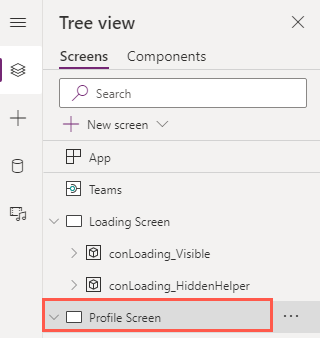 Tree view
Screens Components
Search
New screen
App
Teams
Loading Screen
conLoading_Visible
conLoading_HiddenHelper
Profile Screen